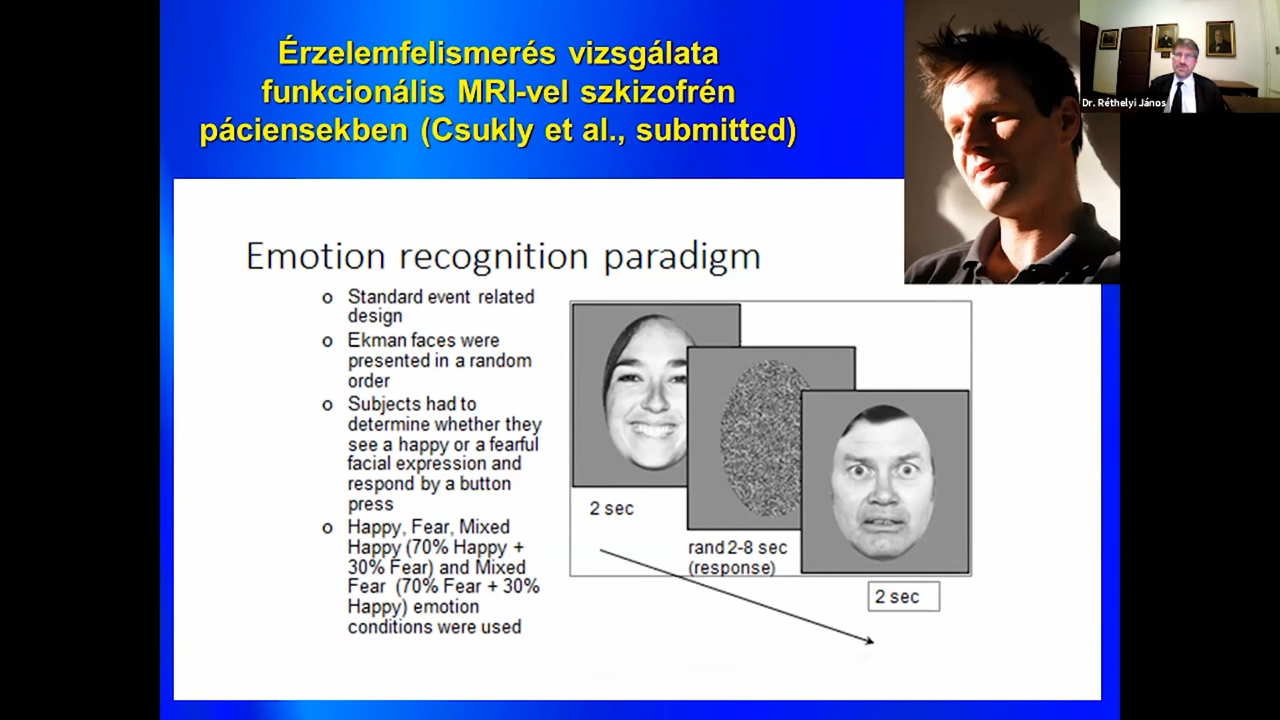 Érzelemfelismerés vizsgálata
funkcionális MRI-vel szkizofrén
páciensekben (Csukly et al., submitted)
Dr. Réthelyi János
Emotion recognition paradigm
o Standard event related
design
o Ekman faces were
presented in a random
order
o Subjects had to
determine whether they
see a happy or a fearful
facial expression and
respond by a button
press
o Happy, Fear, Mixed
Happy (70% Happy +
30% Fear) and Mixed
Fear (70% Fear + 30%
Happy) emotion
conditions were used
2 sec
rand 2-8 sec
(response)
2 sec